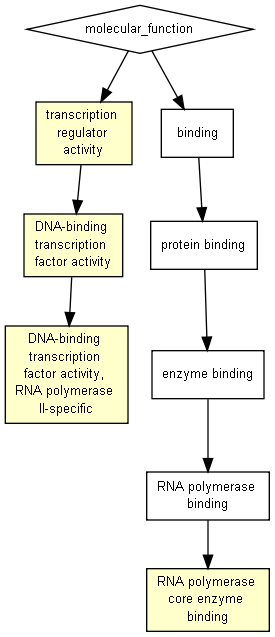 molecular_function
transcription
regulator
activity
binding
DNA-binding
transcription
factor activity
protein binding
DNA-binding
transcription
factor activity,
RNA polymerase
II-specific
enzyme binding
RNA polymerase
binding
RNA polymerase
core enzyme
binding